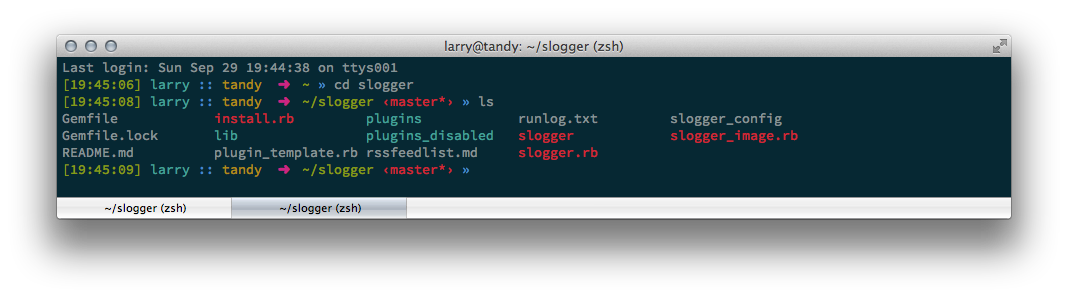 larry@tandy: ~/slogger (zsh)
Last login: Sun Sep 29 19:44:38 on ttys001
[19:45:06] larry :: tandy ➜ ~ » cd slogger
[19:45:08] larry :: tandy ➜ ~/slogger ‹master*› » ls
Gemfile install.rb plugins runlog.txt slogger_config
Gemfile.lock lib plugins_disabled slogger slogger_image.rb
README.md plugin_template.rb rssfeedlist.md slogger.rb
[19:45:09] larry :: tandy ➜ ~/slogger ‹master*› »
~/slogger (zsh) ~/slogger (zsh)